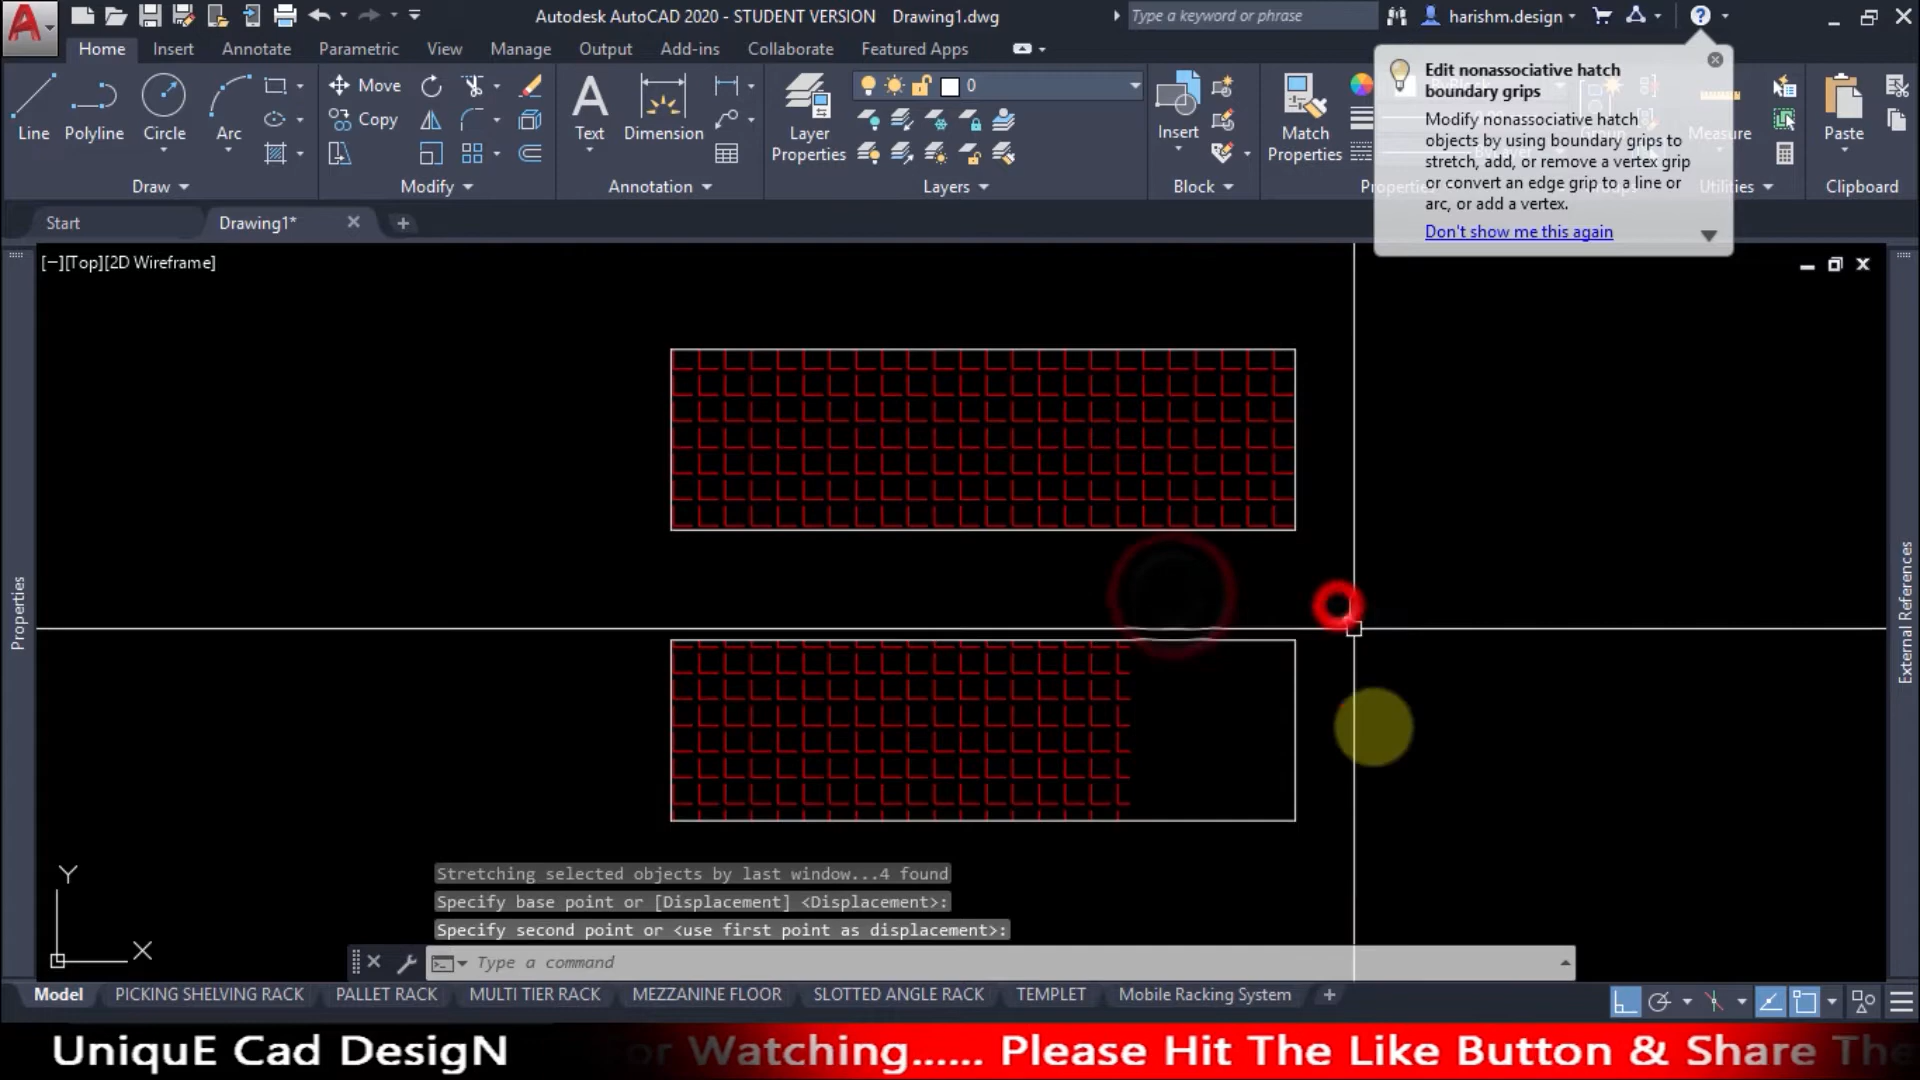 Autodesk AutoCAD 2020 - STUDENT VERSION Drawing1.dwg
Type a keyword or phrase
harishm.design
Home Insert Annotate Parametric View Manage Output Add-ins Collaborate Featured Apps
Edit nonassociative hatch
boundary grips
Modify nonassociative hatch
objects by using boundary grips to
stretch, add, or remove a vertex grip
or convert an edge grip to a line or
arc, or add a vertex.
Don't show me this again
Line Polyline Circle Arc
Move
Copy
Text Dimension
Layer
Properties
0
Insert
Match
Properties
Measure
Paste
Draw Modify Annotation Layers Block Properties Utilities Clipboard
Start Drawing1*
[−][Top][2D Wireframe]
Properties
External References
Y
X
Stretching selected objects by last window...4 found
Specify base point or [Displacement] <Displacement>:
Specify second point or <use first point as displacement>:
Type a command
Model PICKING SHELVING RACK PALLET RACK MULTI TIER RACK MEZZANINE FLOOR SLOTTED ANGLE RACK TEMPLET Mobile Racking System
UniquE Cad DesigN
or Watching...... Please Hit The Like Button & Share The